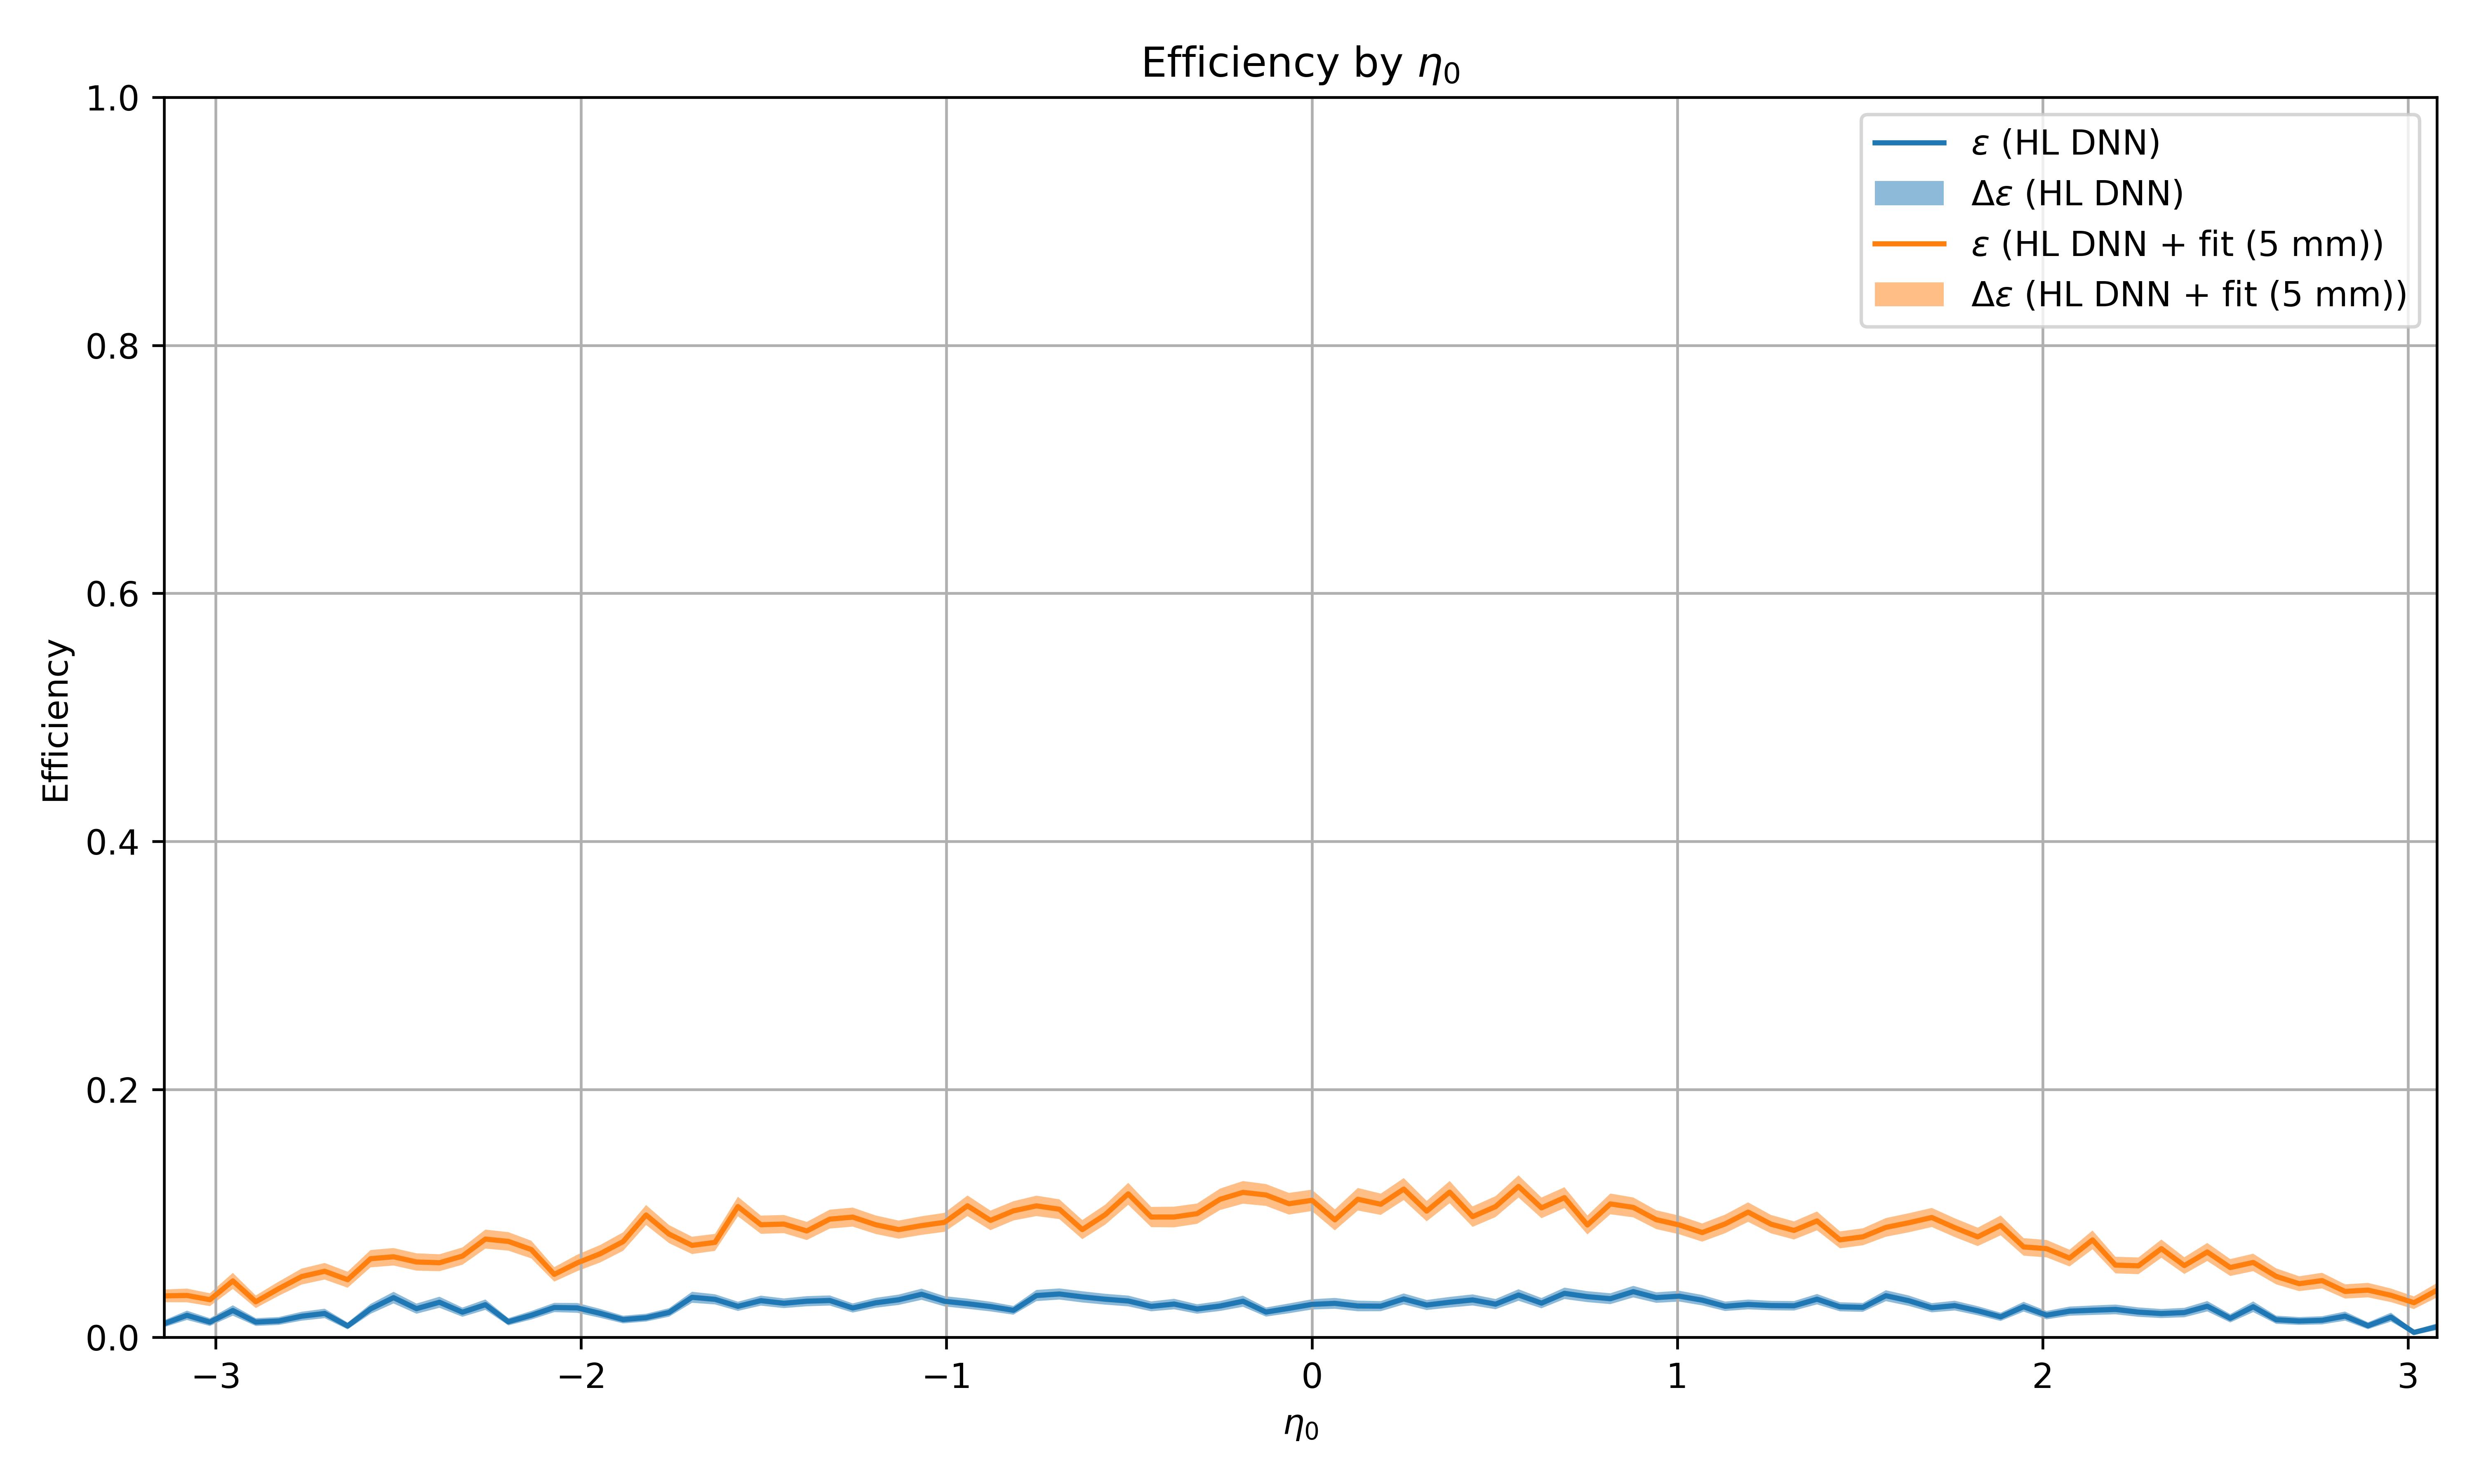 Efficiency by η₀
1.0
0.8
0.6
0.4
0.2
0.0
Efficiency
−3
−2
−1
0
1
2
3
η₀
ε (HL DNN)
Δε (HL DNN)
ε (HL DNN + fit (5 mm))
Δε (HL DNN + fit (5 mm))